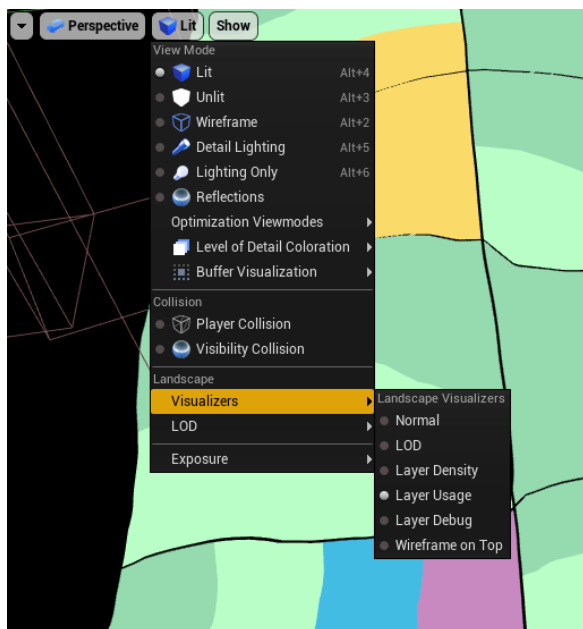 Perspective Lit Show
View Mode
Lit Alt+4
Unlit Alt+3
Wireframe Alt+2
Detail Lighting Alt+5
Lighting Only Alt+6
Reflections
Optimization Viewmodes
Level of Detail Coloration
Buffer Visualization
Collision
Player Collision
Visibility Collision
Landscape
Visualizers
LOD
Exposure
Landscape Visualizers
Normal
LOD
Layer Density
Layer Usage
Layer Debug
Wireframe on Top